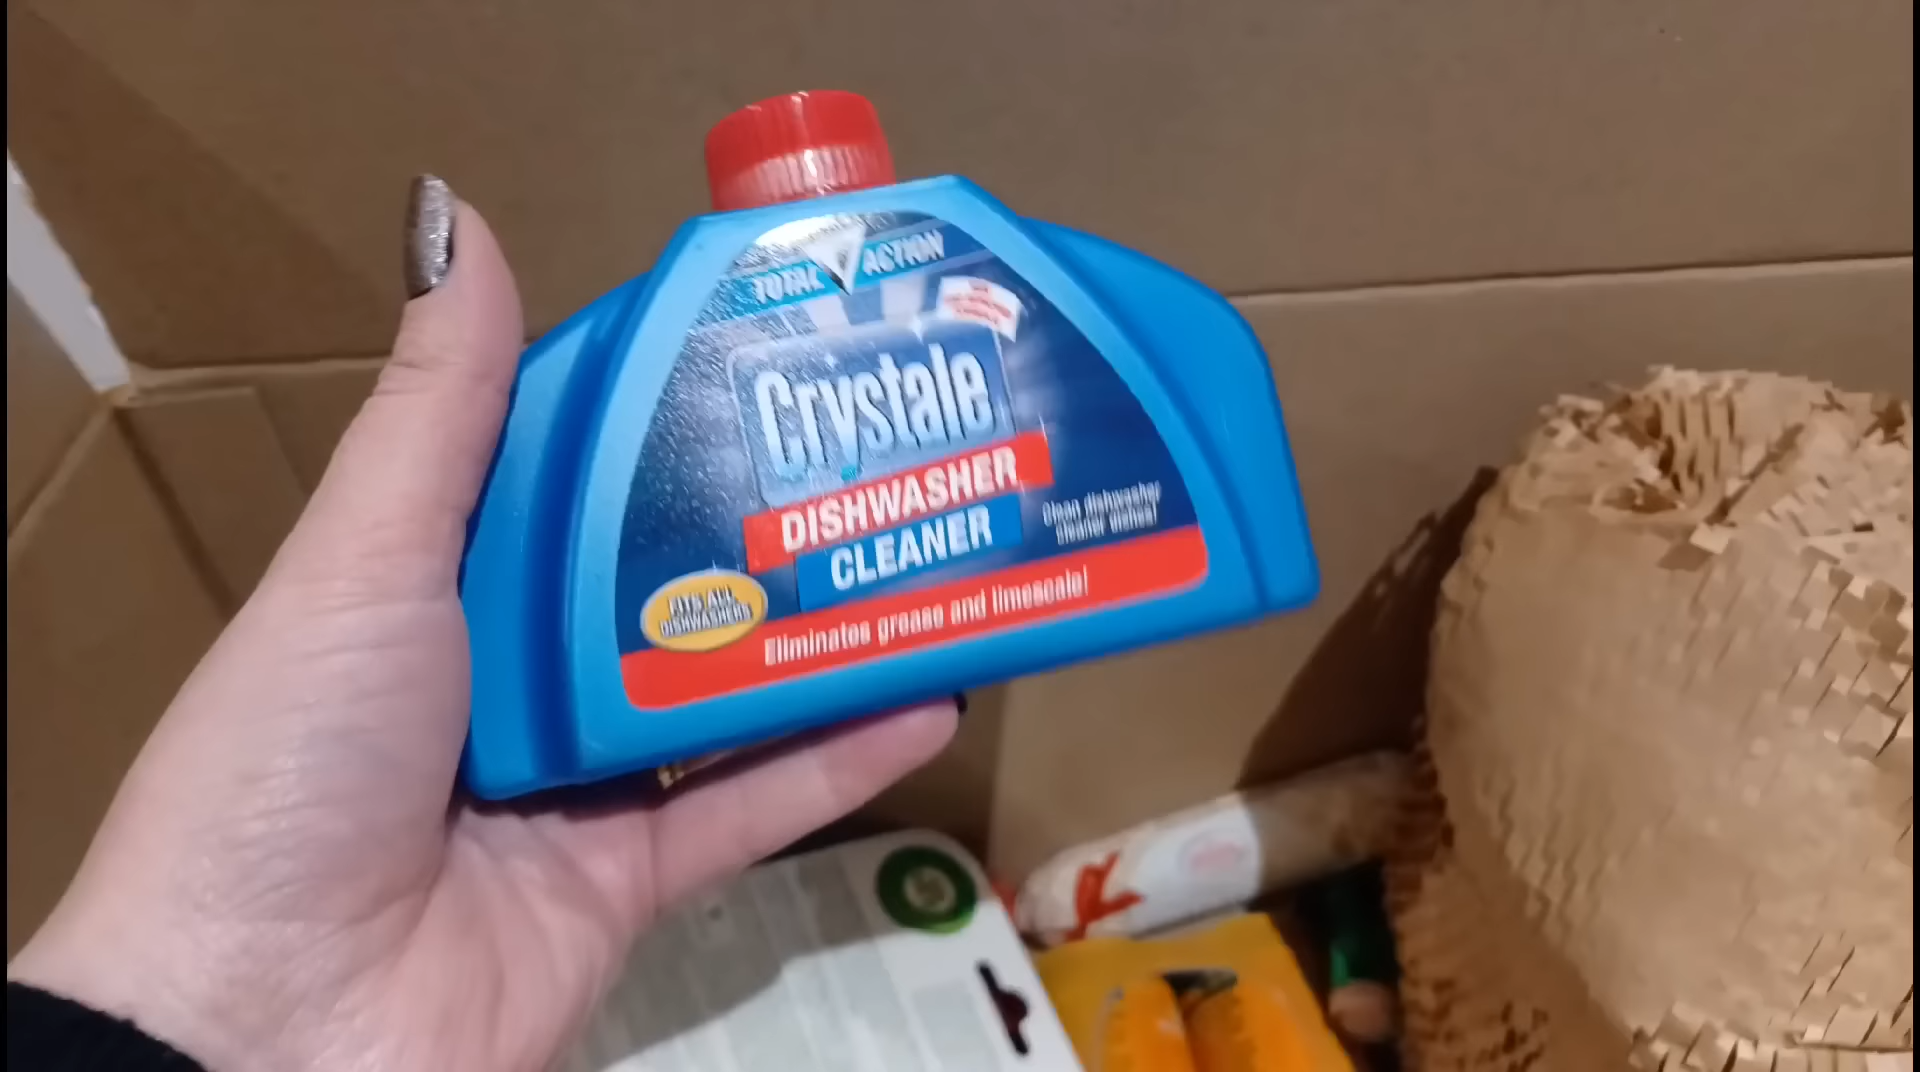 TOTAL ACTION
Crystale
DISHWASHER
CLEANER
Clean dishwasher
cleaner dishes!
FITS ALL
DISHWASHERS
Eliminates grease and limescale!